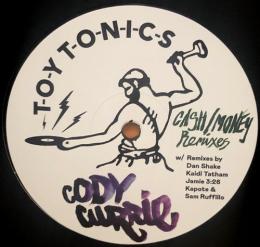 T-O-Y T-O-N-I-C-S
CASH/MONEY
Remixes
w/ Remixes by
Dan Shake
Kaidi Tatham
Jamie 3:26
Kapote &
Sam Ruffillo
CODY
CURRIE